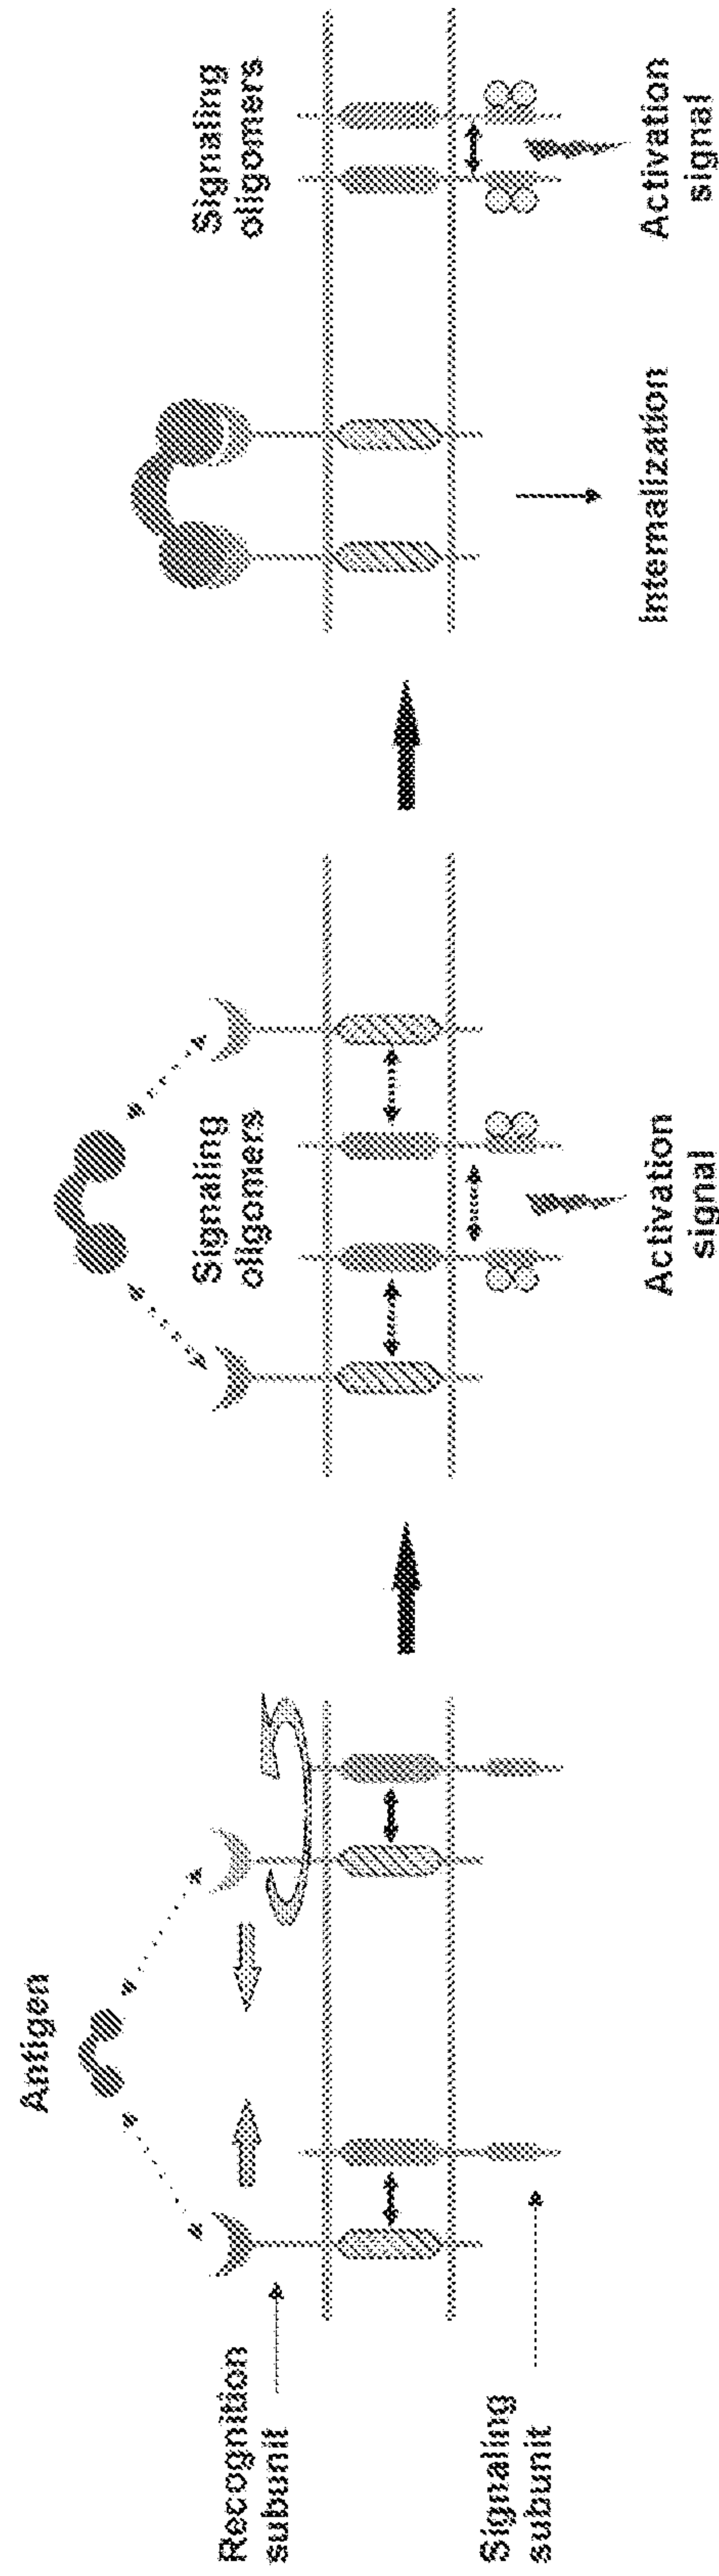 Antigen
Recognition
subunit
Signaling
subunit
Signaling
oligomers
Activation
signal
Signaling
oligomers
Internalization
Activation
signal